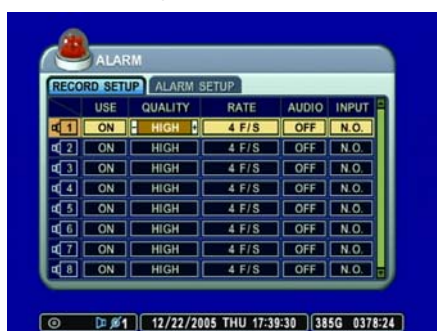 ALARM
RECORD SETUP ALARM SETUP
USE QUALITY RATE AUDIO INPUT
1 ON - HIGH + 4 F/S OFF N.O.
2 ON HIGH 4 F/S OFF N.O.
3 ON HIGH 4 F/S OFF N.O.
4 ON HIGH 4 F/S OFF N.O.
5 ON HIGH 4 F/S OFF N.O.
6 ON HIGH 4 F/S OFF N.O.
7 ON HIGH 4 F/S OFF N.O.
8 ON HIGH 4 F/S OFF N.O.
1 12/22/2005 THU 17:39:30 385G 0378:24